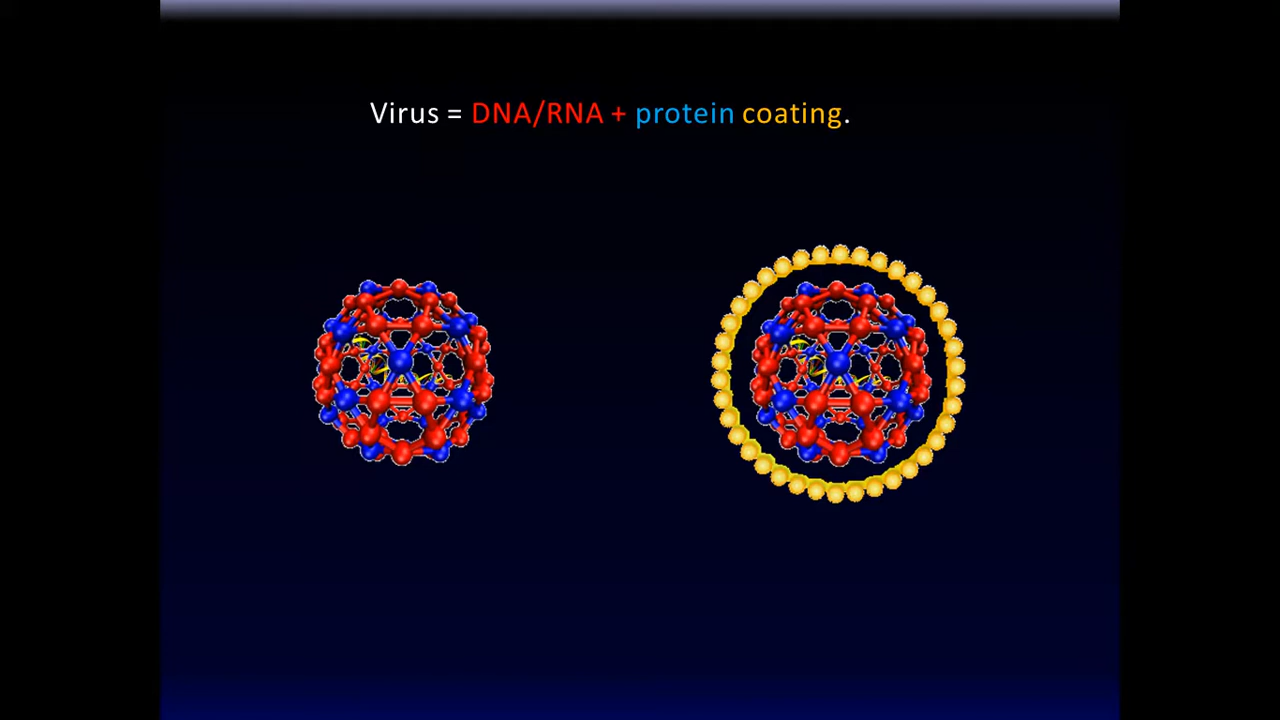 Virus = DNA/RNA + protein coating.